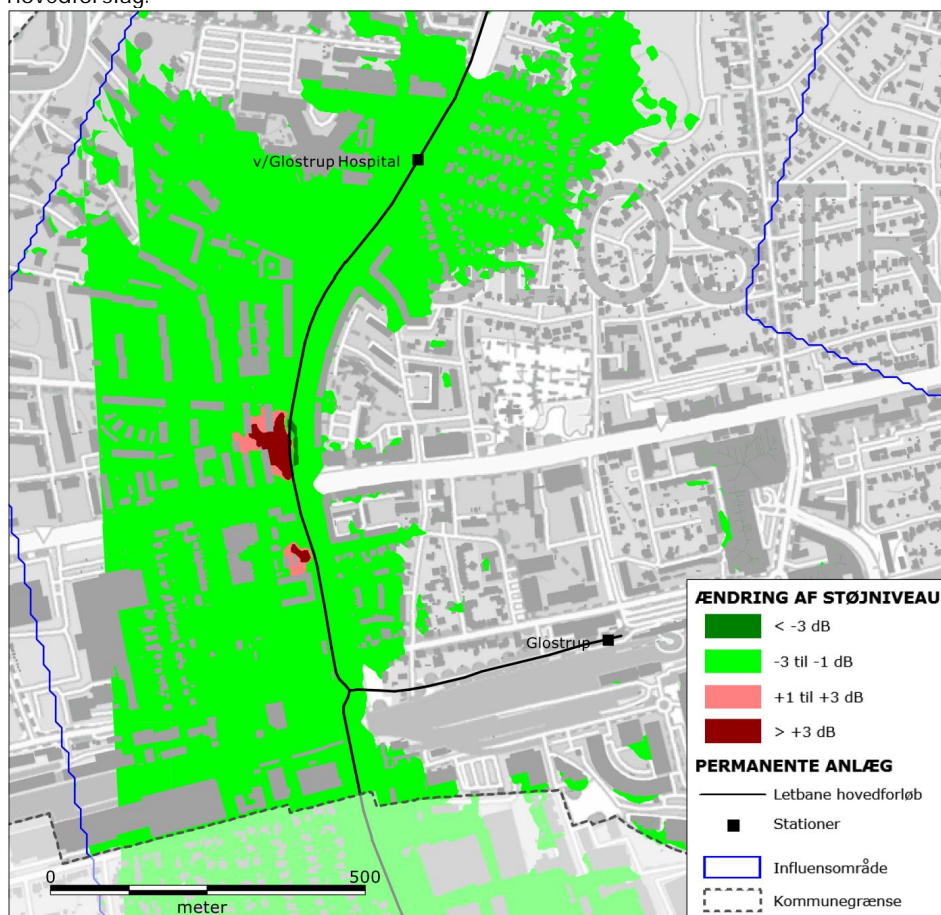 Hovedforslag.
v/Glostrup Hospital
LOSTR
Glostrup
S
ÆNDRING AF STØJNIVEAU
< -3 dB
-3 til -1 dB
+1 til +3 dB
> +3 dB
PERMANENTE ANLÆG
Letbane hovedforløb
Stationer
Influensområde
Kommunegrænse
0 500
meter